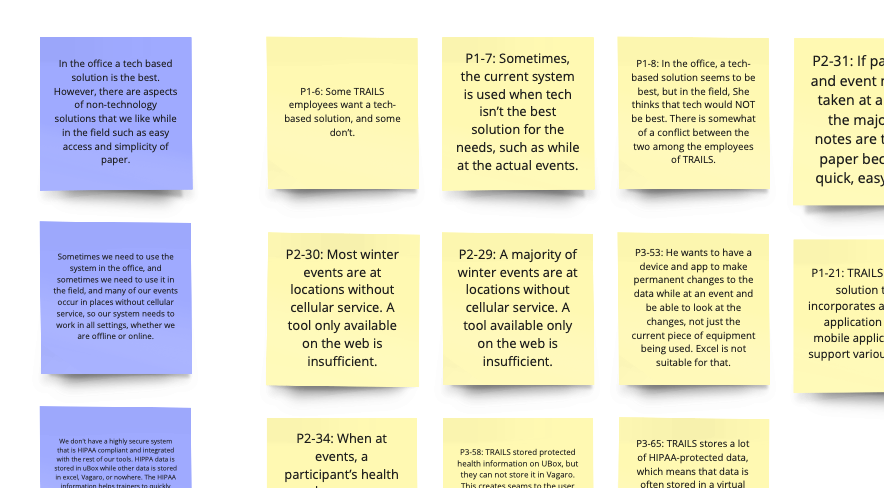 In the office a tech based
solution is the best.
However, there are aspects
of non-technology
solutions that we like while
in the field such as easy
access and simplicity of
paper.
P1-6: Some TRAILS
employees want a tech-
based solution, and some
don't.
P1-7: Sometimes,
the current system
is used when tech
isn't the best
solution for the
needs, such as while
at the actual events.
P1-8: In the office, a tech-
based solution seems to be
best, but in the field, She
thinks that tech would NOT
be best. There is somewhat
of a conflict between the
two among the employees
of TRAILS.
P2-31: If pa
and event n
taken at a
the majo
notes are t
paper bec
quick, easy
Sometimes we need to use the
system in the office, and
sometimes we need to use it in
the field, and many of our events
occur in places without cellular
service, so our system needs to
work in all settings, whether we
are offline or online.
P2-30: Most winter
events are at
locations without
cellular service. A
tool only available
on the web is
insufficient.
P2-29: A majority of
winter events are at
locations without
cellular service. A
tool only available
on the web is
insufficient.
P3-53: He wants to have a
device and app to make
permanent changes to the
data while at an event and
be able to look at the
changes, not just the
current piece of equipment
being used. Excel is not
suitable for that.
P1-21: TRAILS
solution t
incorporates a
application
mobile applic
support variou
We don't have a highly secure system
that is HIPAA compliant and integrated
with the rest of our tools. HIPPA data is
stored in uBox while other data is stored
in excel, Vagaro, or nowhere. The HIPAA
information helps trainers to quickly
P2-34: When at
events, a
participant's health
P3-58: TRAILS stored protected
health information on UBox, but
they can not store it in Vagaro.
This creates seams to the user
P3-65: TRAILS stores a lot
of HIPAA-protected data,
which means that data is
often stored in a virtual